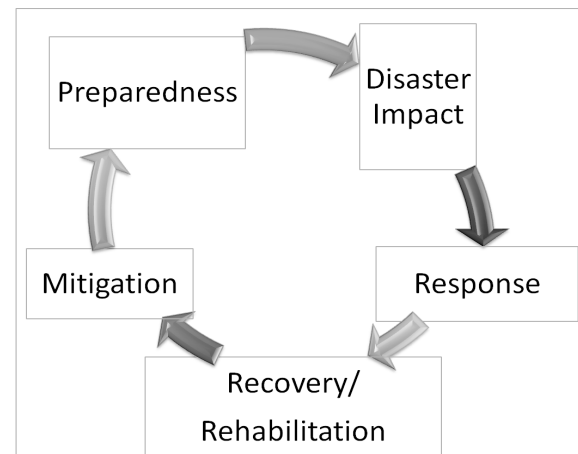 Preparedness
Disaster
Impact
Mitigation
Response
Recovery/
Rehabilitation